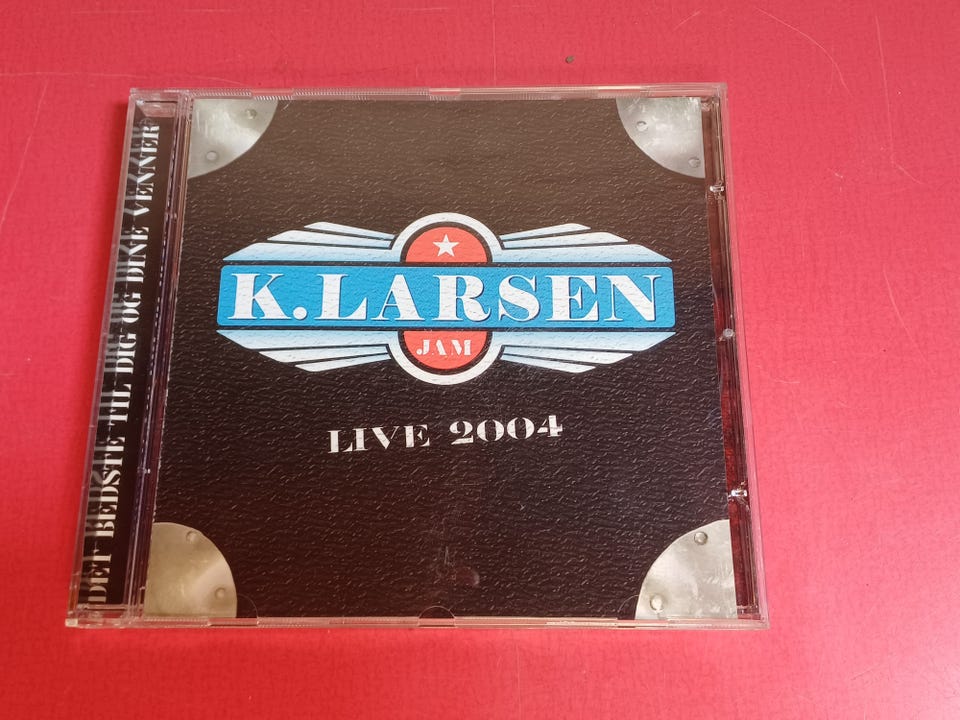 DET BEDSTE TIL DIG OG DINE VENNER
K.LARSEN
JAM
LIVE 2004